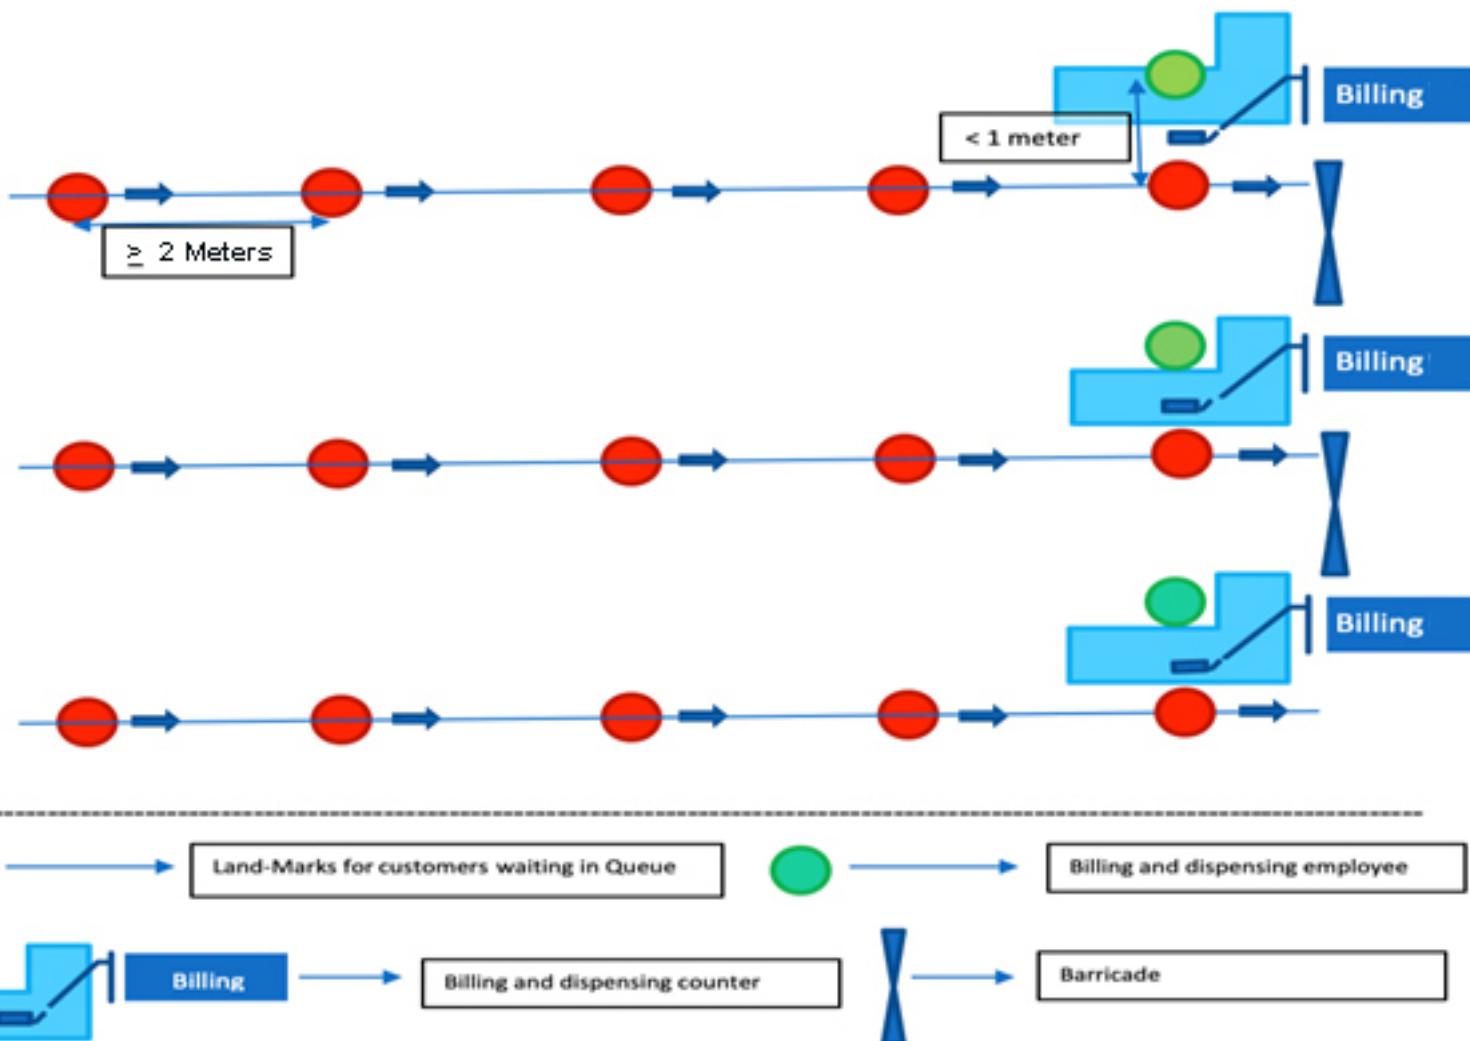 Billing
< 1 meter
≥ 2 Meters
Billing
Billing
Land-Marks for customers waiting in Queue
Billing and dispensing employee
Billing
Billing and dispensing counter
Barricade